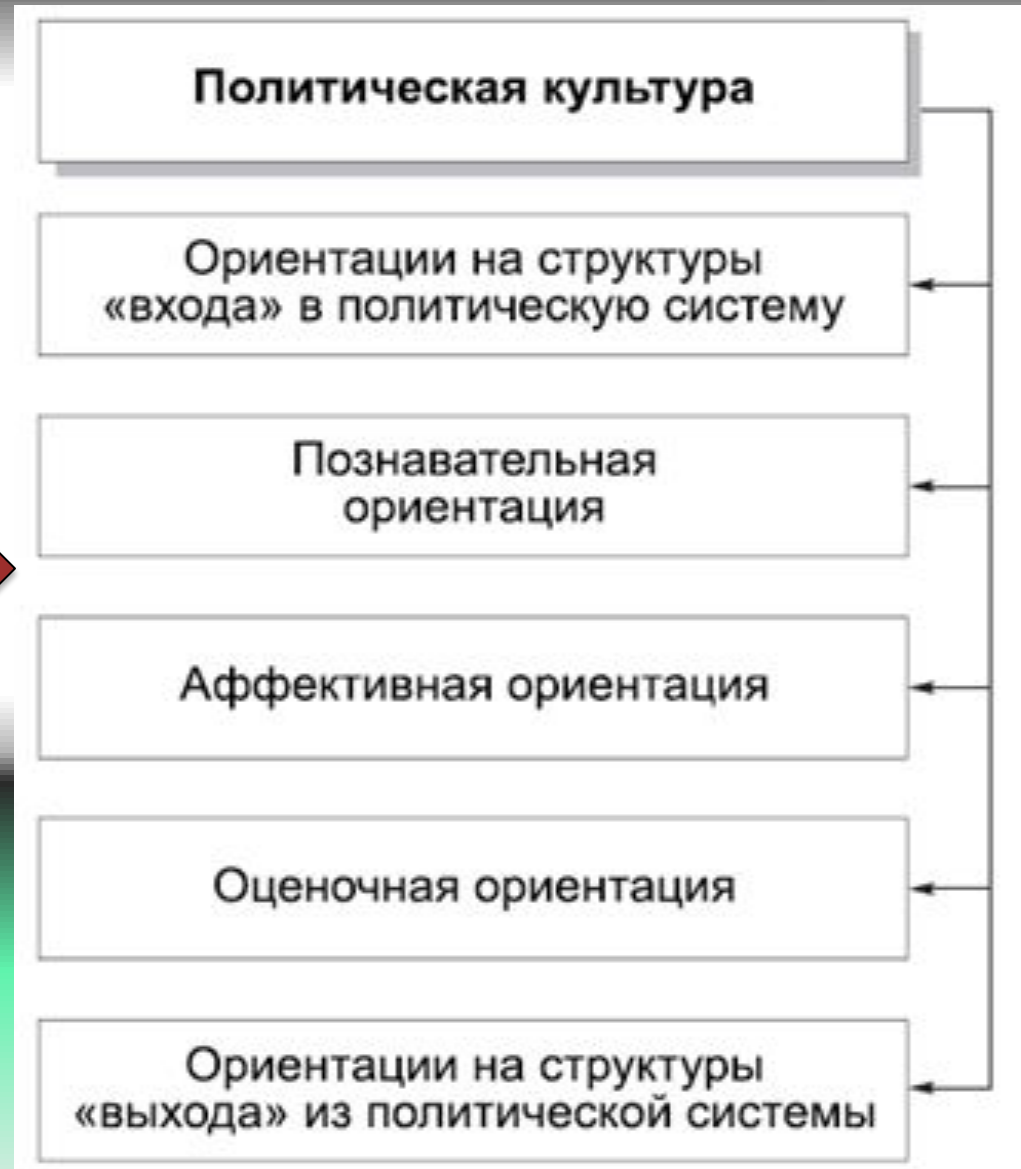 Политическая культура
Ориентации на структуры
«входа» в политическую систему
Познавательная
ориентация
Аффективная ориентация
Оценочная ориентация
Ориентации на структуры
«выхода» из политической системы